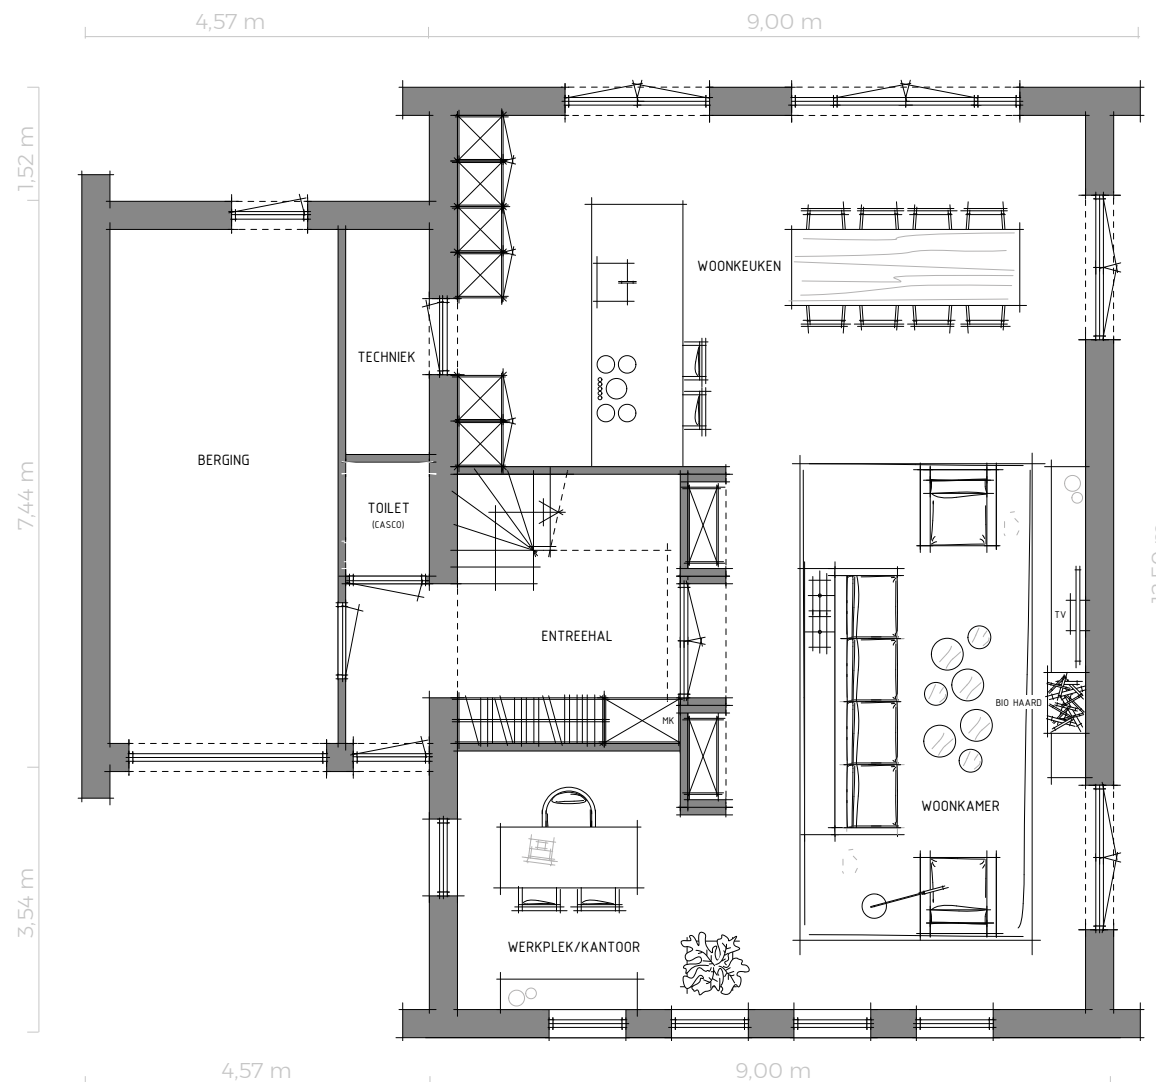 4,57 m
9,00 m
1,52 m
WOONKEUKEN
TECHNIEK
BERGING
7,44 m
TOILET
(CASCO)
TV
ENTREEHAL
BIO HAARD
MK
WOONKAMER
3,54 m
WERKPLEK/KANTOOR
4,57 m
9,00 m